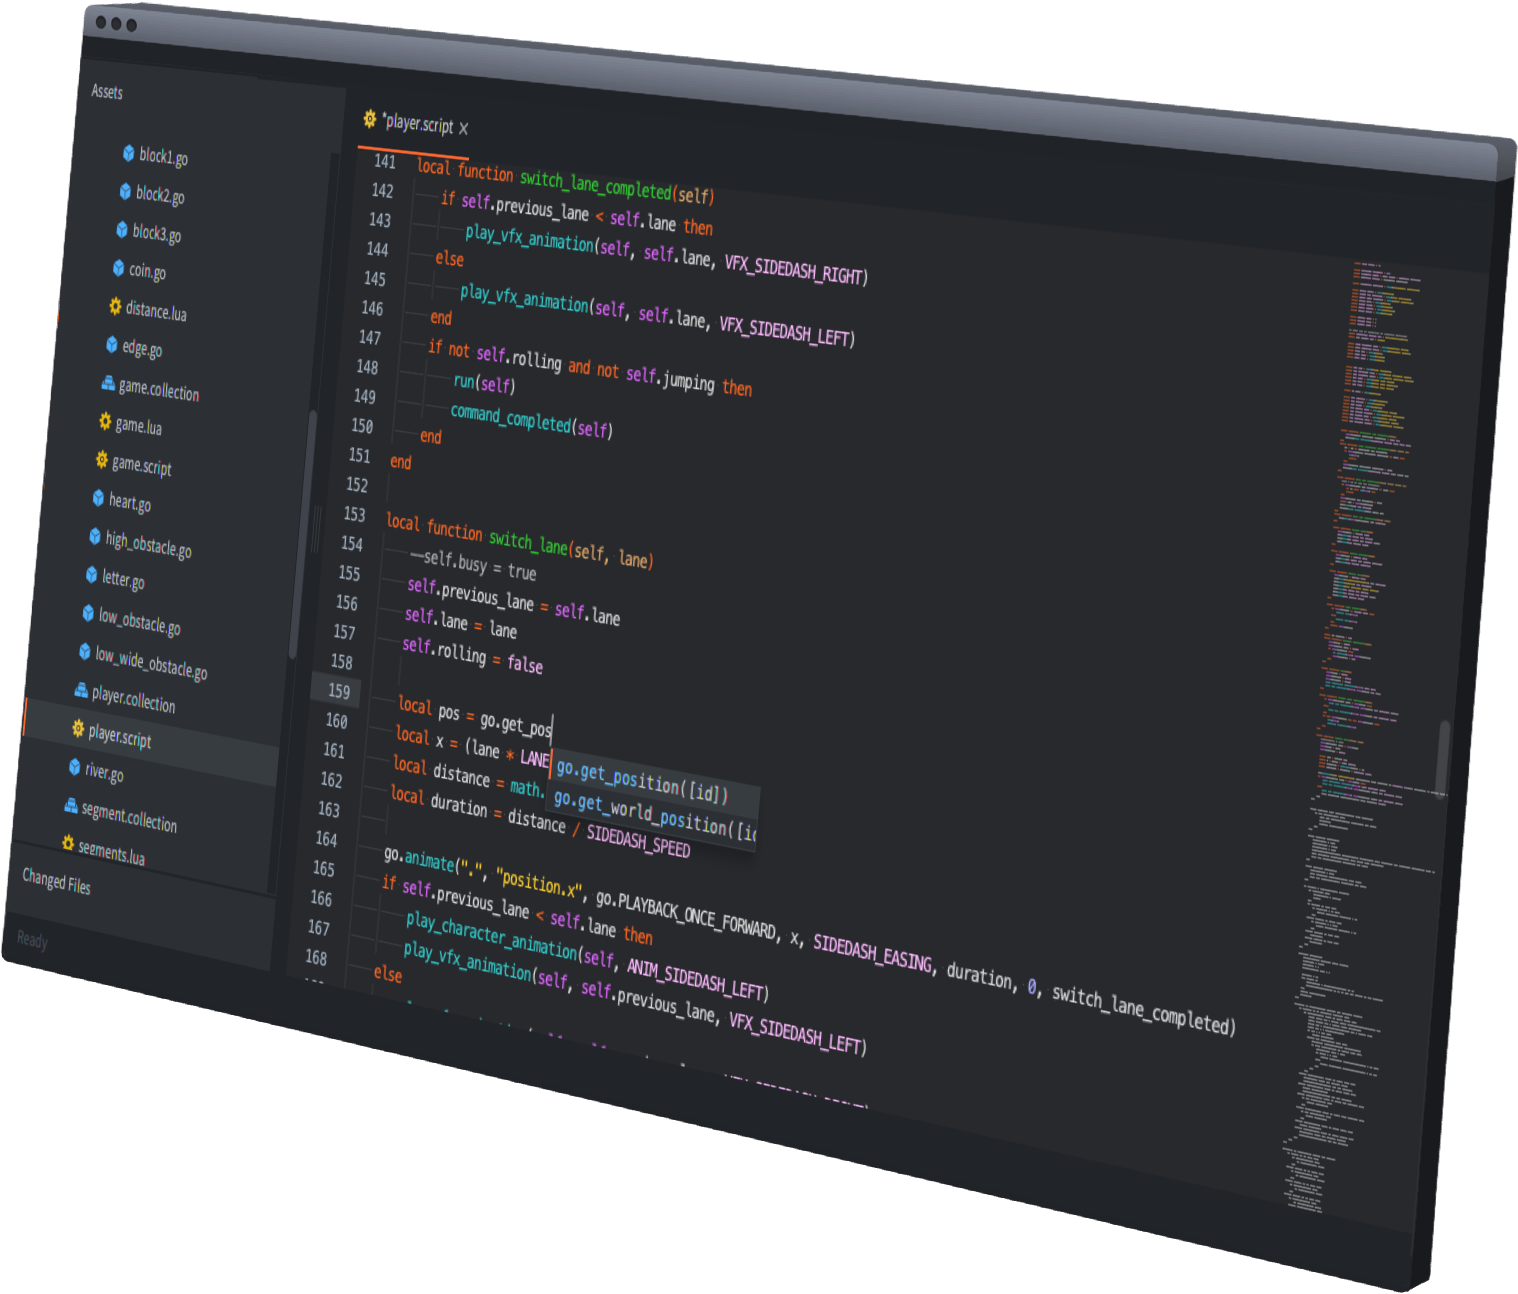 Assets
block1.go
block2.go
block3.go
coin.go
distance.lua
edge.go
game.collection
game.lua
game.script
heart.go
high_obstacle.go
letter.go
low_obstacle.go
low_wide_obstacle.go
player.collection
player.script
river.go
segment.collection
segments.lua
Changed Files
Ready
*player.script ×
141 local function switch_lane_completed(self)
142 if self.previous_lane < self.lane then
143 play_vfx_animation(self, self.lane, VFX_SIDEDASH_RIGHT)
144 else
145 play_vfx_animation(self, self.lane, VFX_SIDEDASH_LEFT)
146 end
147 if not self.rolling and not self.jumping then
148 run(self)
149 command_completed(self)
150 end
151 end
152
153 local function switch_lane(self, lane)
154 --self.busy = true
155 self.previous_lane = self.lane
156 self.lane = lane
157 self.rolling = false
158
159 local pos = go.get_pos
160 local x = (lane * LANE
go.get_position([id])
161 local distance = math.
go.get_world_position([id
162 local duration = distance / SIDEDASH_SPEED
163
164 go.animate(".", "position.x", go.PLAYBACK_ONCE_FORWARD, x, SIDEDASH_EASING, duration, 0, switch_lane_completed)
165 if self.previous_lane < self.lane then
166 play_character_animation(self, ANIM_SIDEDASH_LEFT)
167 play_vfx_animation(self, self.previous_lane, VFX_SIDEDASH_LEFT)
168 else